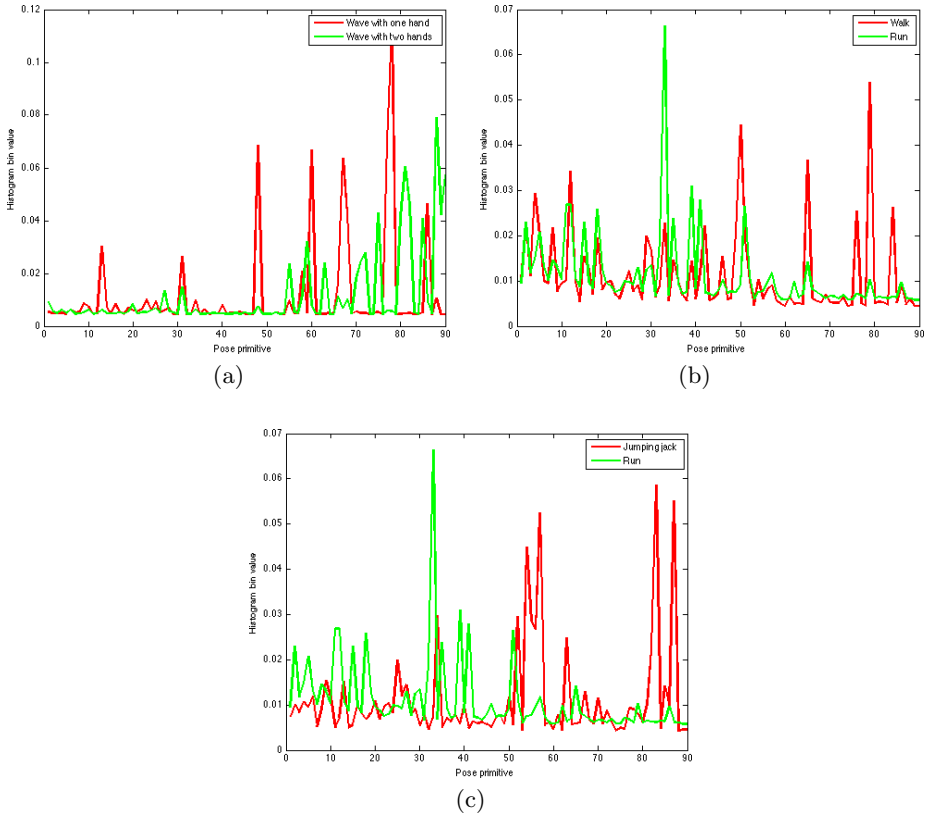 0.12
0.1
0.08
0.06
0.04
0.02
0
Histogram bin value
Wave with one hand
Wave with two hands
0 10 20 30 40 50 60 70 80 90
Pose primitive
(a)
0.07
0.06
0.05
0.04
0.03
0.02
0.01
0
Histogram bin value
Walk
Run
0 10 20 30 40 50 60 70 80 90
Pose primitive
(b)
0.07
0.06
0.05
0.04
0.03
0.02
0.01
0
Histogram bin value
Jumping jack
Run
0 10 20 30 40 50 60 70 80 90
Pose primitive
(c)